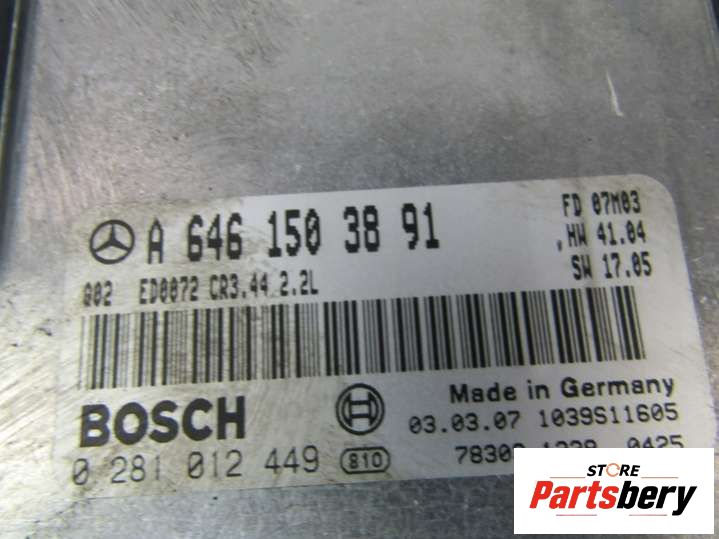 A 646 150 38 91
FD 07M03
HW 41.04
SW 17.05
002 ED0072 CR3.44 2.2L
BOSCH
Made in Germany
03.03.07 1039S11605
0 281 012 449 810
0425
STORE
Partsbery